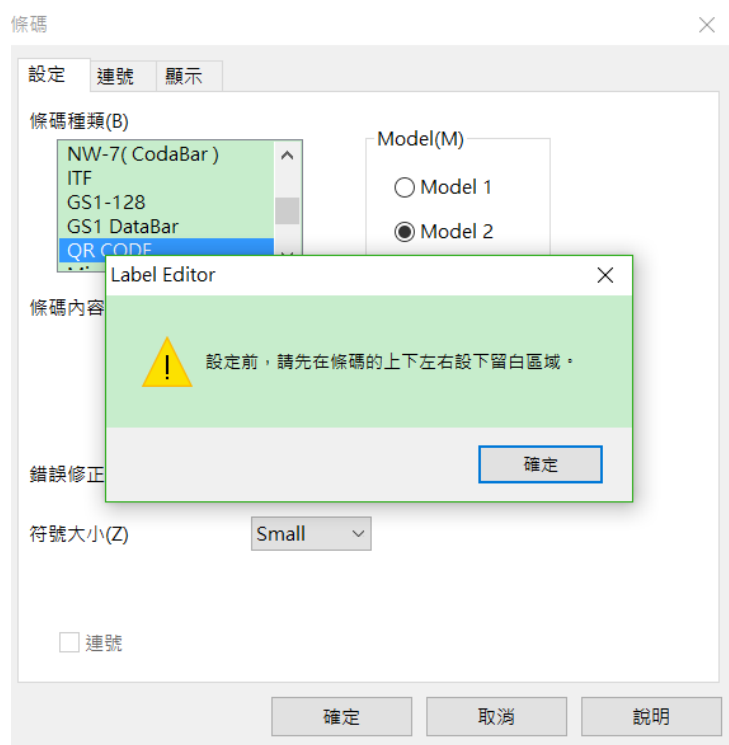 條碼
設定 連號 顯示
條碼種類(B)
NW-7( CodaBar )
ITF
GS1-128
GS1 DataBar
QR CODE
Model(M)
Model 1
Model 2
Label Editor
條碼內容
設定前，請先在條碼的上下左右設下留白區域。
確定
錯誤修正
符號大小(Z) Small
連號
確定 取消 說明